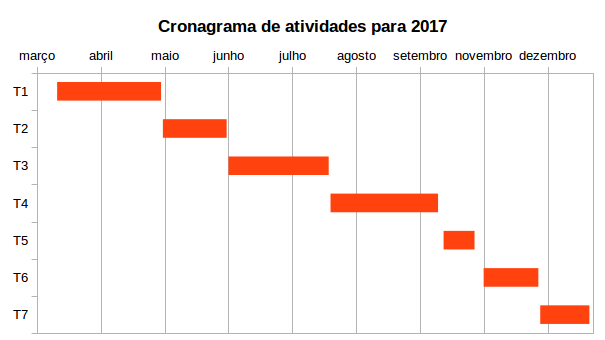 Cronagrama de atividades para 2017
março abril maio junho julho agosto setembro novembro dezembro
T1
T2
T3
T4
T5
T6
T7